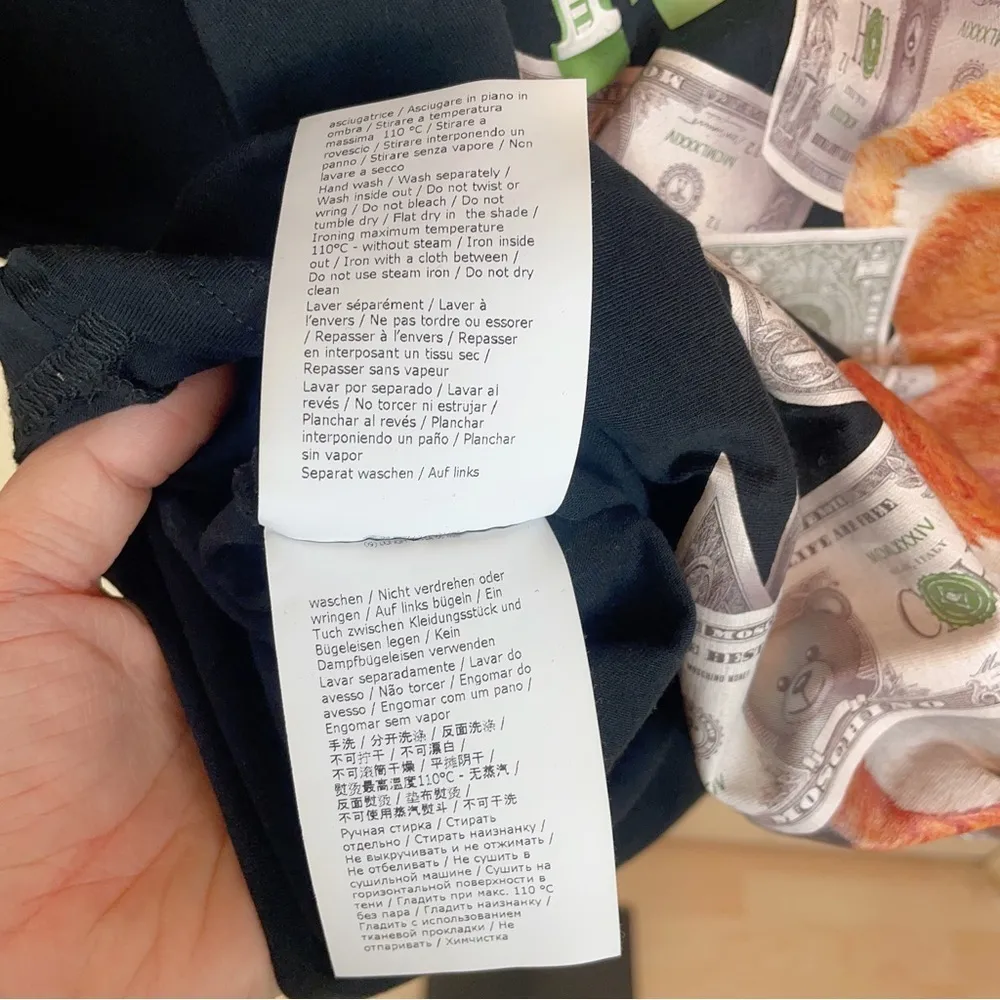 asciugatrice / Asciugare in piano in
ombra / Stirare a temperatura
massima 110 °C / Stirare a
rovescio / Stirare interponendo un
panno / Stirare senza vapore / Non
lavare a secco
Hand wash / Wash separately /
Wash inside out / Do not twist or
wring / Do not bleach / Do not
tumble dry / Flat dry in the shade /
Ironing maximum temperature
110°C - without steam / Iron inside
out / Iron with a cloth between /
Do not use steam iron / Do not dry
clean
Laver séparément / Laver à
l'envers / Ne pas tordre ou essorer
/ Repasser à l'envers / Repasser
en interposant un tissu sec /
Repasser sans vapeur
Lavar por separado / Lavar al
revés / No torcer ni estrujar /
Planchar al revés / Planchar
interponiendo un paño / Planchar
sin vapor
Separat waschen / Auf links
waschen / Nicht verdrehen oder
wringen / Auf links bügeln / Ein
Tuch zwischen Kleidungsstück und
Bügeleisen legen / Kein
Dampfbügeleisen verwenden
Lavar separadamente / Lavar do
avesso / Não torcer / Engomar do
avesso / Engomar com um pano /
Engomar sem vapor
手洗 / 分开洗涤 / 反面洗涤 /
不可拧干 / 不可漂白 /
不可滚筒干燥 / 平摊阴干 /
熨烫最高温度110°C - 无蒸汽 /
反面熨烫 / 垫布熨烫 /
不可使用蒸汽熨斗 / 不可干洗
Ручная стирка / Стирать
отдельно / Стирать наизнанку /
Не выкручивать и не отжимать /
Не отбеливать / Не сушить в
сушильной машине / Сушить на
горизонтальной поверхности в
тени / Гладить при макс. 110 °C
без пара / Гладить наизнанку /
Гладить с использованием
тканевой прокладки / Не
отпаривать / Химчистка
MCMLXXXIV
12
LIFE ARE FREE
MCMLXXXIV
BEST
MOSCHINO